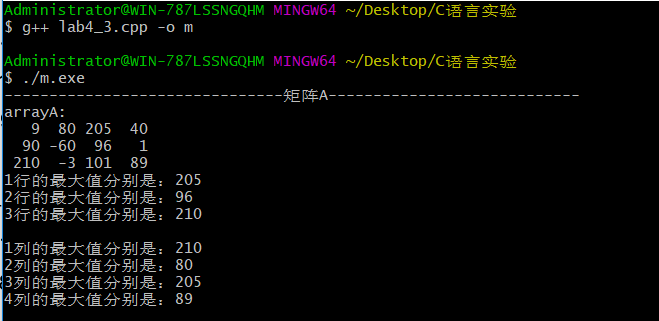 Administrator@WIN-787LSSNGQHM MINGW64 ~/Desktop/C语言实验
$ g++ lab4_3.cpp -o m
Administrator@WIN-787LSSNGQHM MINGW64 ~/Desktop/C语言实验
$ ./m.exe
--------------------------------矩阵A-----------------------------
arrayA:
   9  80 205  40
  90 -60  96   1
 210  -3 101  89
1行的最大值分别是：205
2行的最大值分别是：96
3行的最大值分别是：210
1列的最大值分别是：210
2列的最大值分别是：80
3列的最大值分别是：205
4列的最大值分别是：89